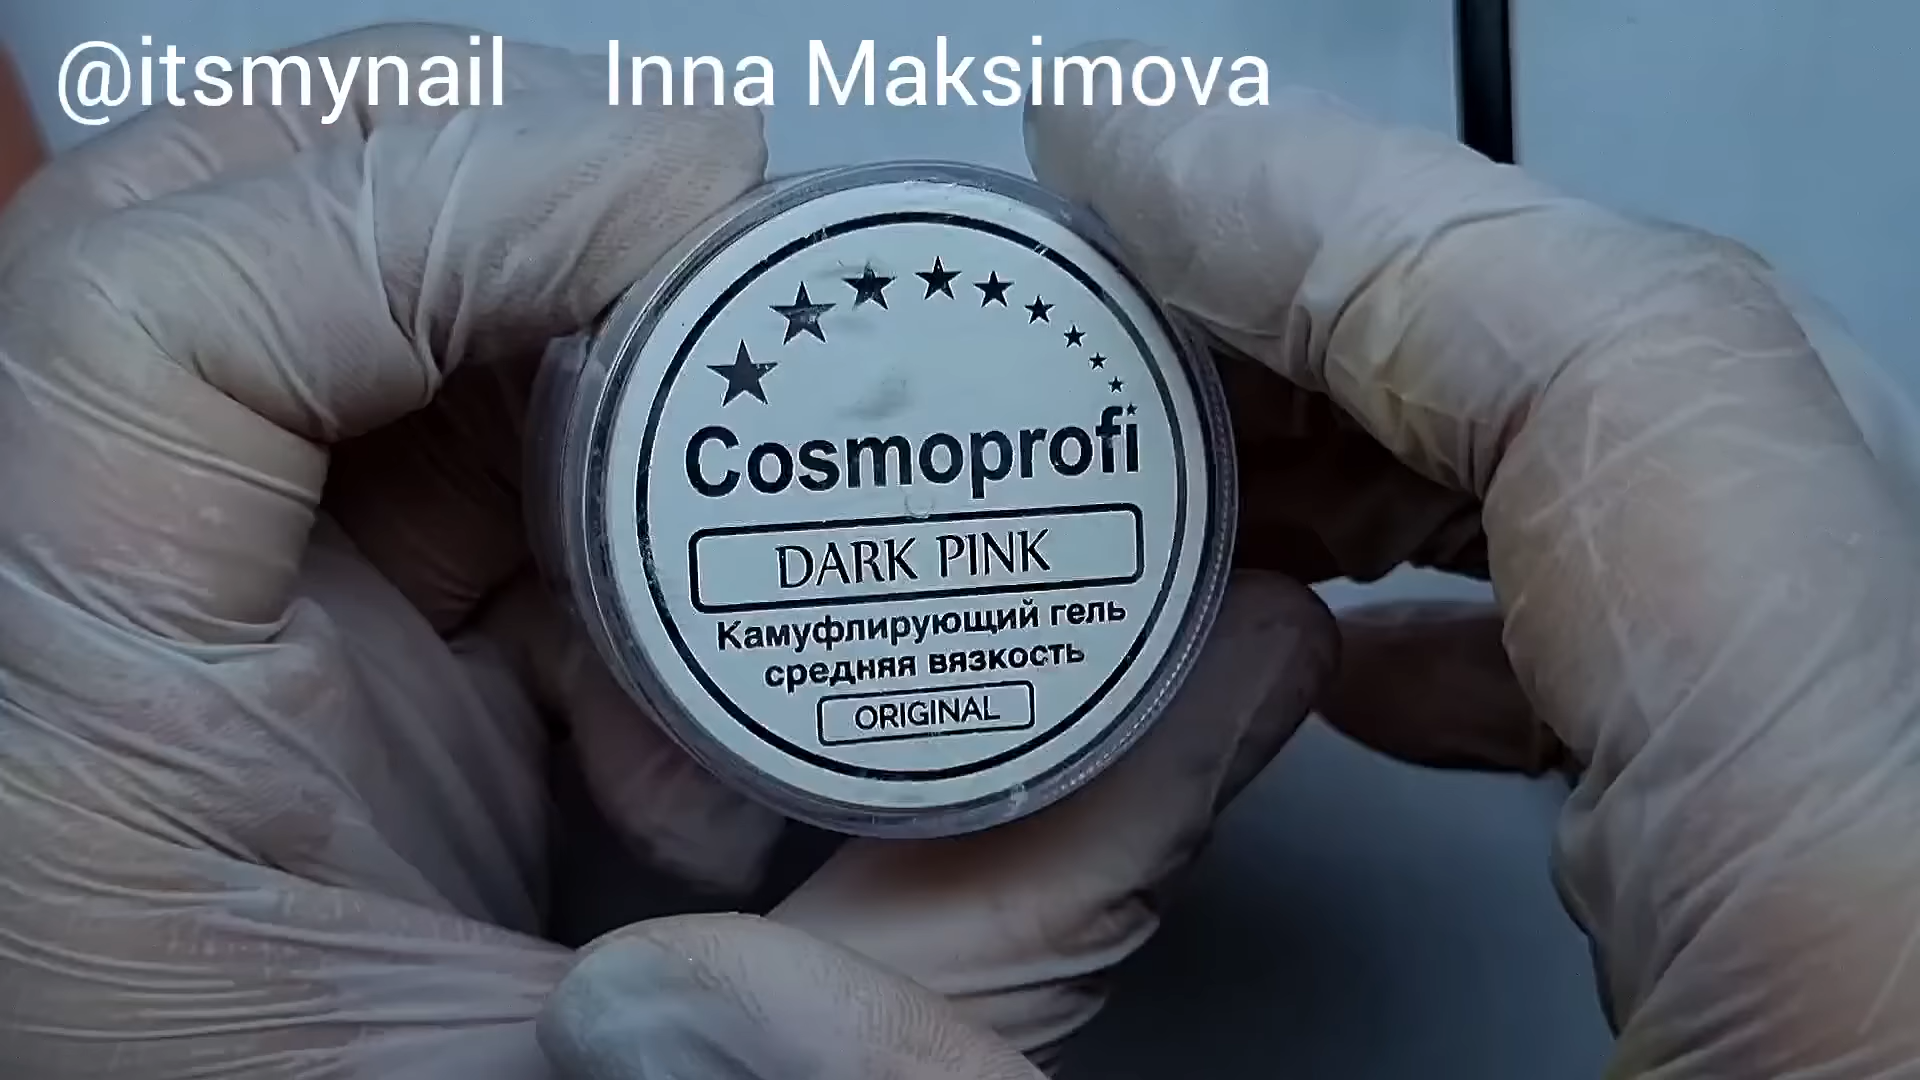 @itsmynail Inna Maksimova
Cosmoprofi
DARK PINK
Камуфлирующий гель
средняя вязкость
ORIGINAL